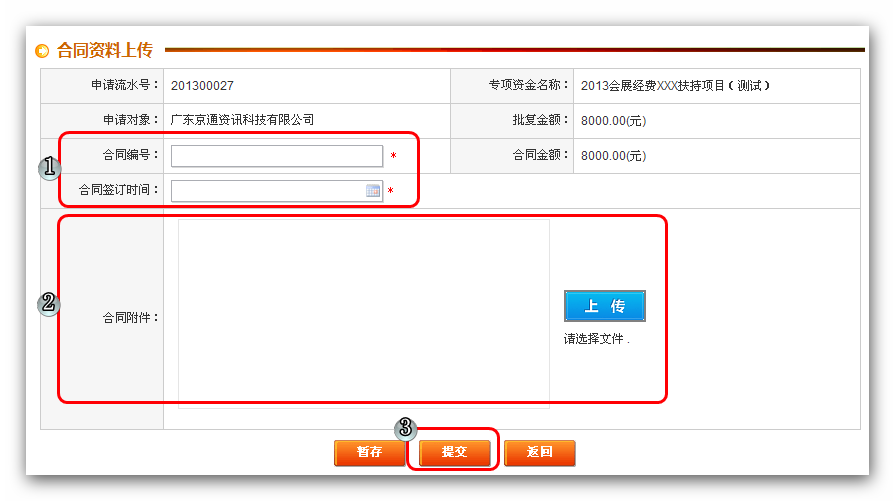 合同资料上传
申请流水号： 201300027 专项资金名称： 2013会展经费XXX扶持项目（测试）
申请对象： 广东京通资讯科技有限公司 批复金额： 8000.00(元)
① 合同编号： * 合同金额： 8000.00(元)
合同签订时间： *
② 合同附件： 上 传
请选择文件 .
③
暂存 提交 返回